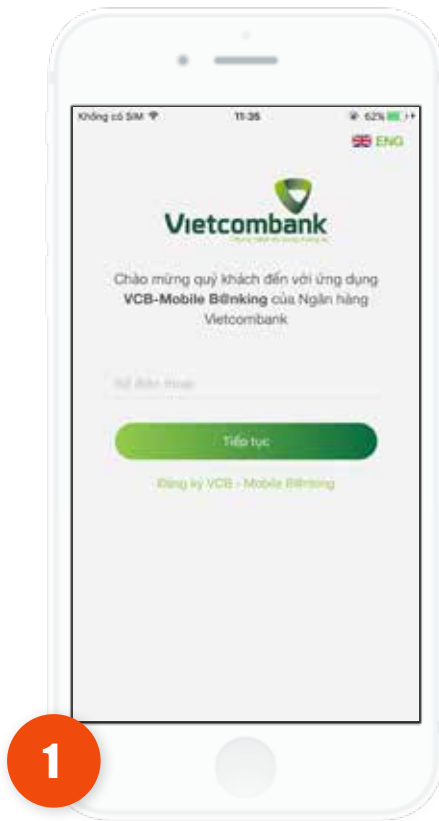 Không có SIM 11:35 62%
ENG
Vietcombank
Chào mừng quý khách đến với ứng dụng
VCB-Mobile B@nking của Ngân hàng
Vietcombank
Số điện thoại
Tiếp tục
Đăng ký VCB - Mobile B@nking
1